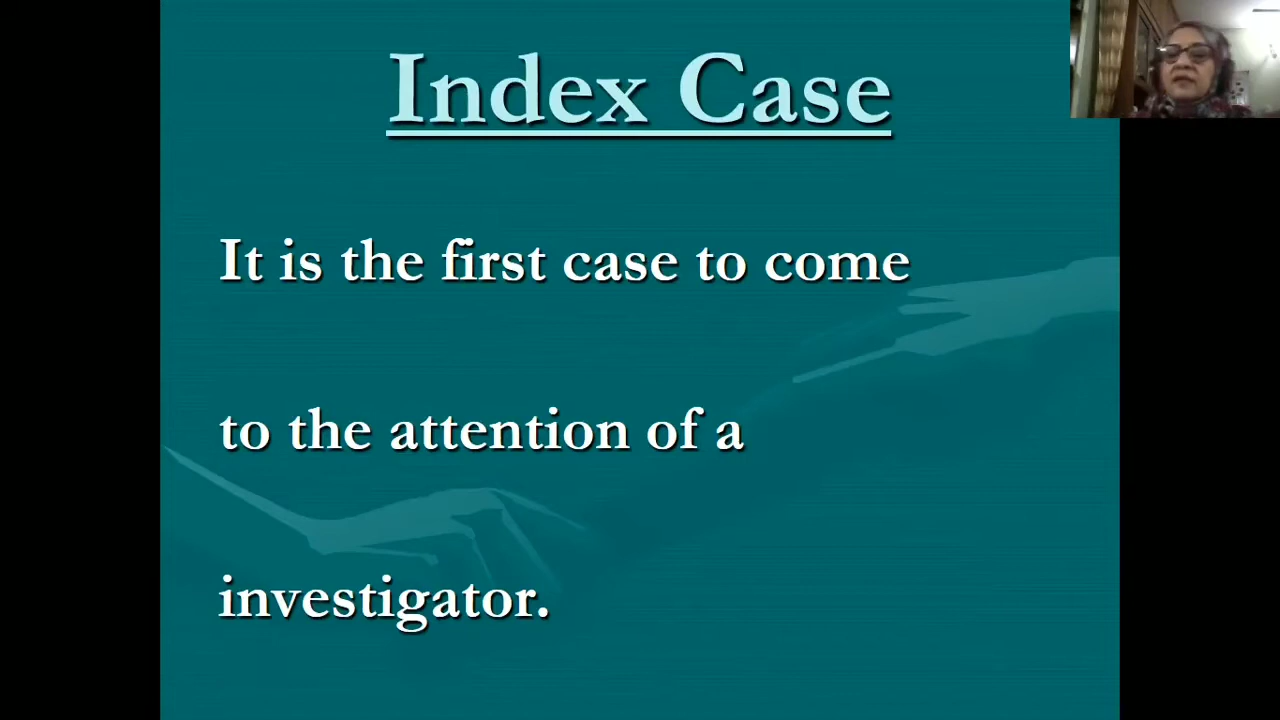 Index Case
It is the first case to come
to the attention of a
investigator.